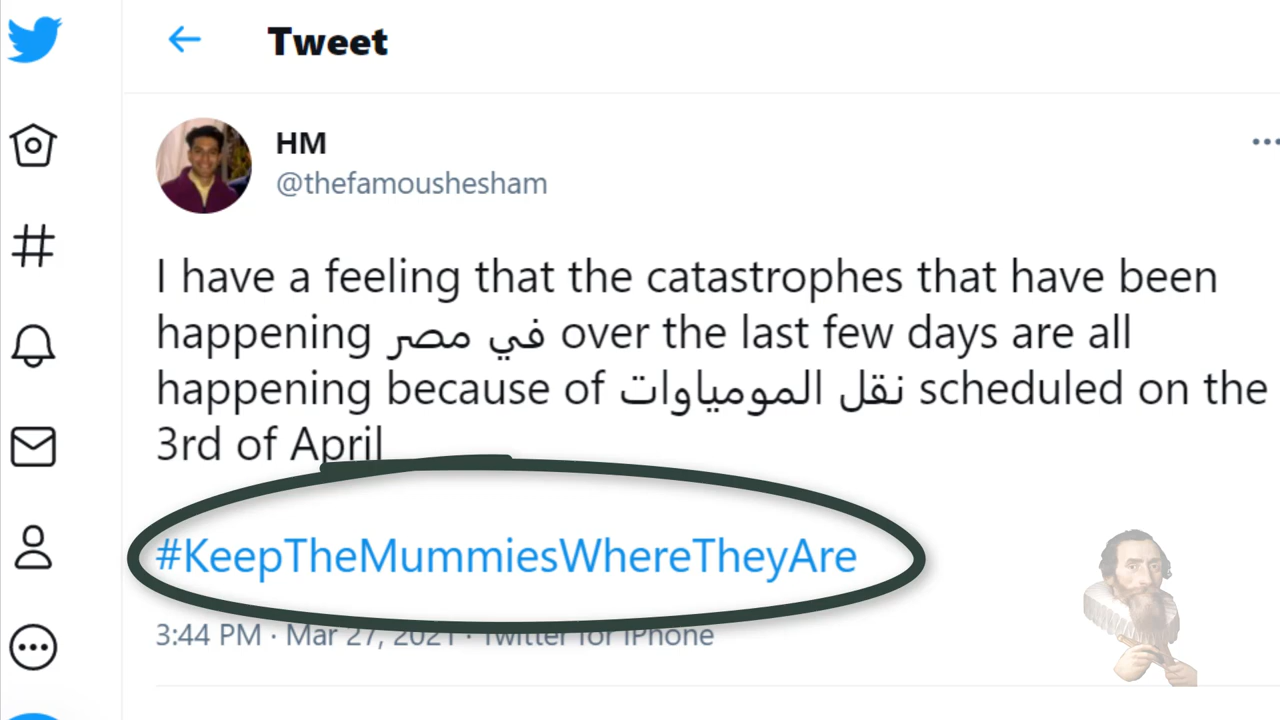 Tweet
HM
@thefamoushesham
I have a feeling that the catastrophes that have been
happening في مصر over the last few days are all
happening because of نقل المومياوات scheduled on the
3rd of April
#KeepTheMummiesWhereTheyAre
3:44 PM · Mar 27, 2021 · Twitter for iPhone